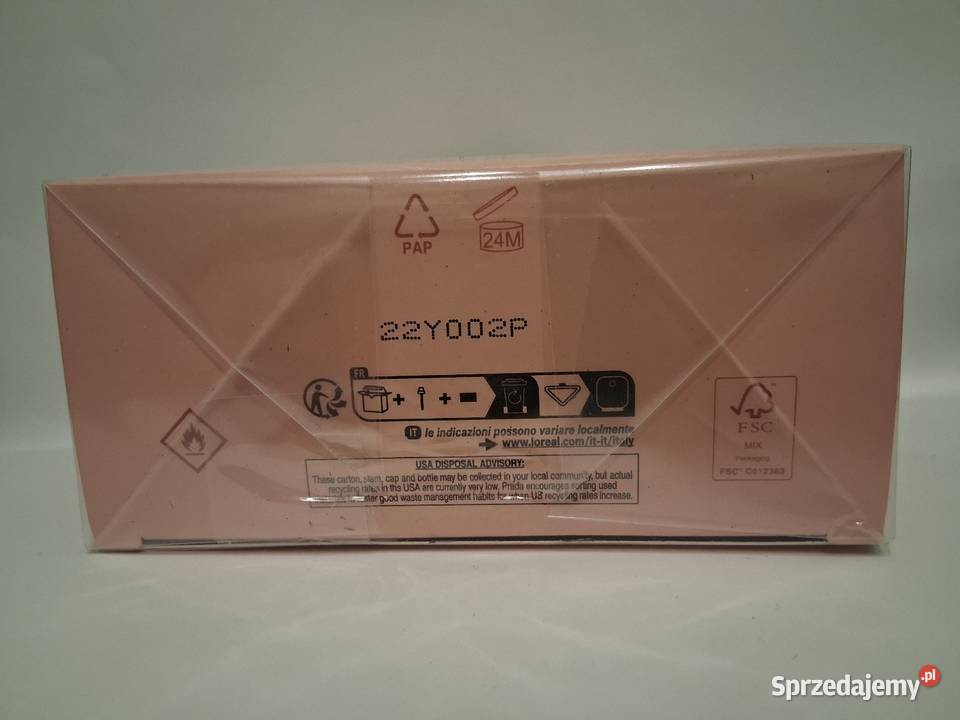 PAP
24M
22Y002P
FR
IT le indicazioni possono variare localmente
www.loreal.com/it-it/italy
USA DISPOSAL ADVISORY:
These carton, stem, cap and bottle may be collected in your local community, but actual
recycling rates in the USA are currently very low. Prada encourages sorting used
good waste management habits for when US recycling rates increase.
FSC
MIX
Packaging
FSC™ C012363
Sprzedajemy.pl